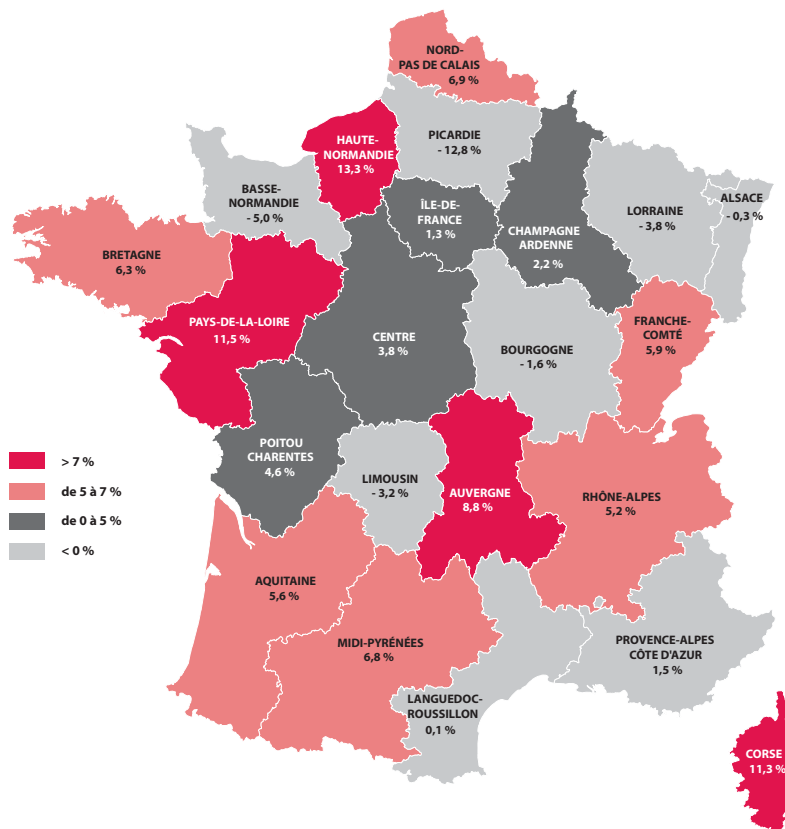 NORD-
PAS DE CALAIS
6,9 %
HAUTE-
NORMANDIE
13,3 %
PICARDIE
- 12,8 %
BASSE-
NORMANDIE
- 5,0 %
ÎLE-DE-
FRANCE
1,3 %
CHAMPAGNE
ARDENNE
2,2 %
LORRAINE
- 3,8 %
ALSACE
- 0,3 %
BRETAGNE
6,3 %
PAYS-DE-LA-LOIRE
11,5 %
CENTRE
3,8 %
BOURGOGNE
- 1,6 %
FRANCHE-
COMTÉ
5,9 %
POITOU
CHARENTES
4,6 %
LIMOUSIN
- 3,2 %
AUVERGNE
8,8 %
RHÔNE-ALPES
5,2 %
> 7 %
de 5 à 7 %
de 0 à 5 %
< 0 %
AQUITAINE
5,6 %
MIDI-PYRÉNÉES
6,8 %
PROVENCE-ALPES
CÔTE D'AZUR
1,5 %
LANGUEDOC-
ROUSSILLON
0,1 %
CORSE
11,3 %